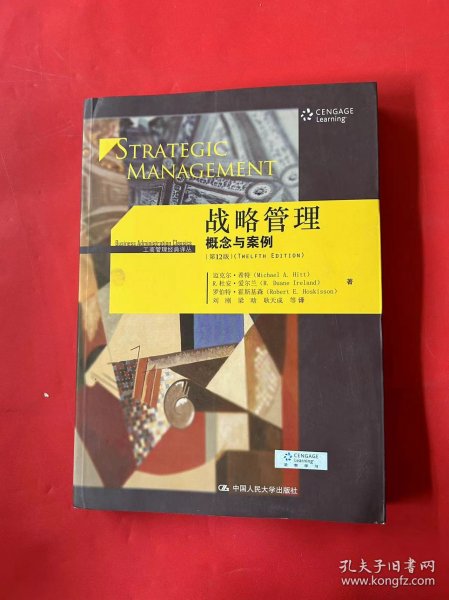 CENGAGE
Learning
STRATEGIC
MANAGEMENT
战略管理
概念与案例
Business Administration Classics
工商管理经典译丛
(第12版)(TWELFTH EDITION)
迈克尔·希特(Michael A. Hitt)
R.杜安·爱尔兰(R. Duane Ireland) 著
罗伯特·霍斯基森(Robert E. Hoskisson)
刘刚 梁晗 耿天成 等译
CENGAGE
Learning
圣智学习
中国人民大学出版社
孔夫子旧书网
www.kongfz.com